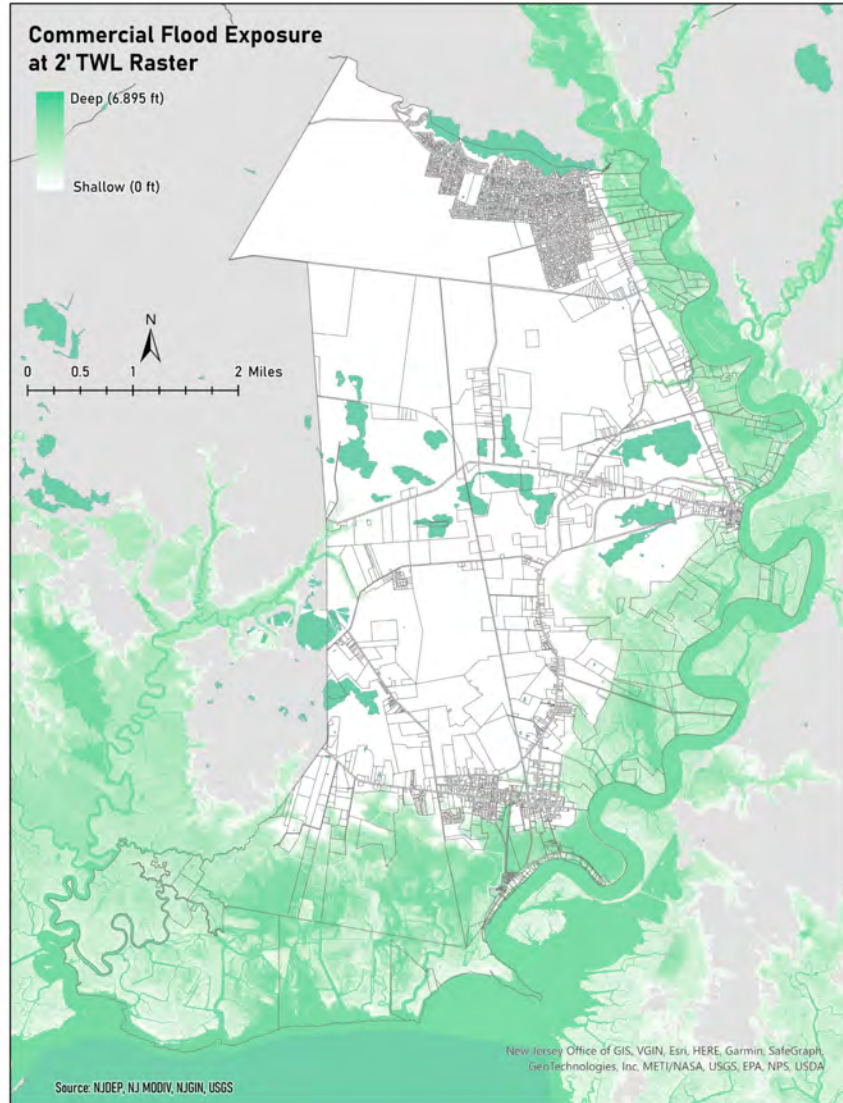 Commercial Flood Exposure
at 2' TWL Raster
Deep (6.895 ft)
Shallow (0 ft)
N
0 0.5 1 2 Miles
New Jersey Office of GIS, VGIN, Esri, HERE, Garmin, SafeGraph,
GeoTechnologies, Inc, METI/NASA, USGS, EPA, NPS, USDA
Source: NJDEP, NJ MODIV, NJGIN, USGS